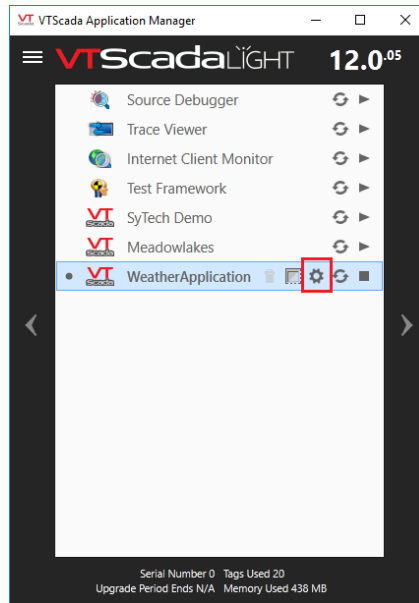 VTScada Application Manager
VTScadaLIGHT 12.0.05
Source Debugger
Trace Viewer
Internet Client Monitor
Test Framework
SyTech Demo
Meadowlakes
WeatherApplication
Serial Number 0 Tags Used 20
Upgrade Period Ends N/A Memory Used 438 MB